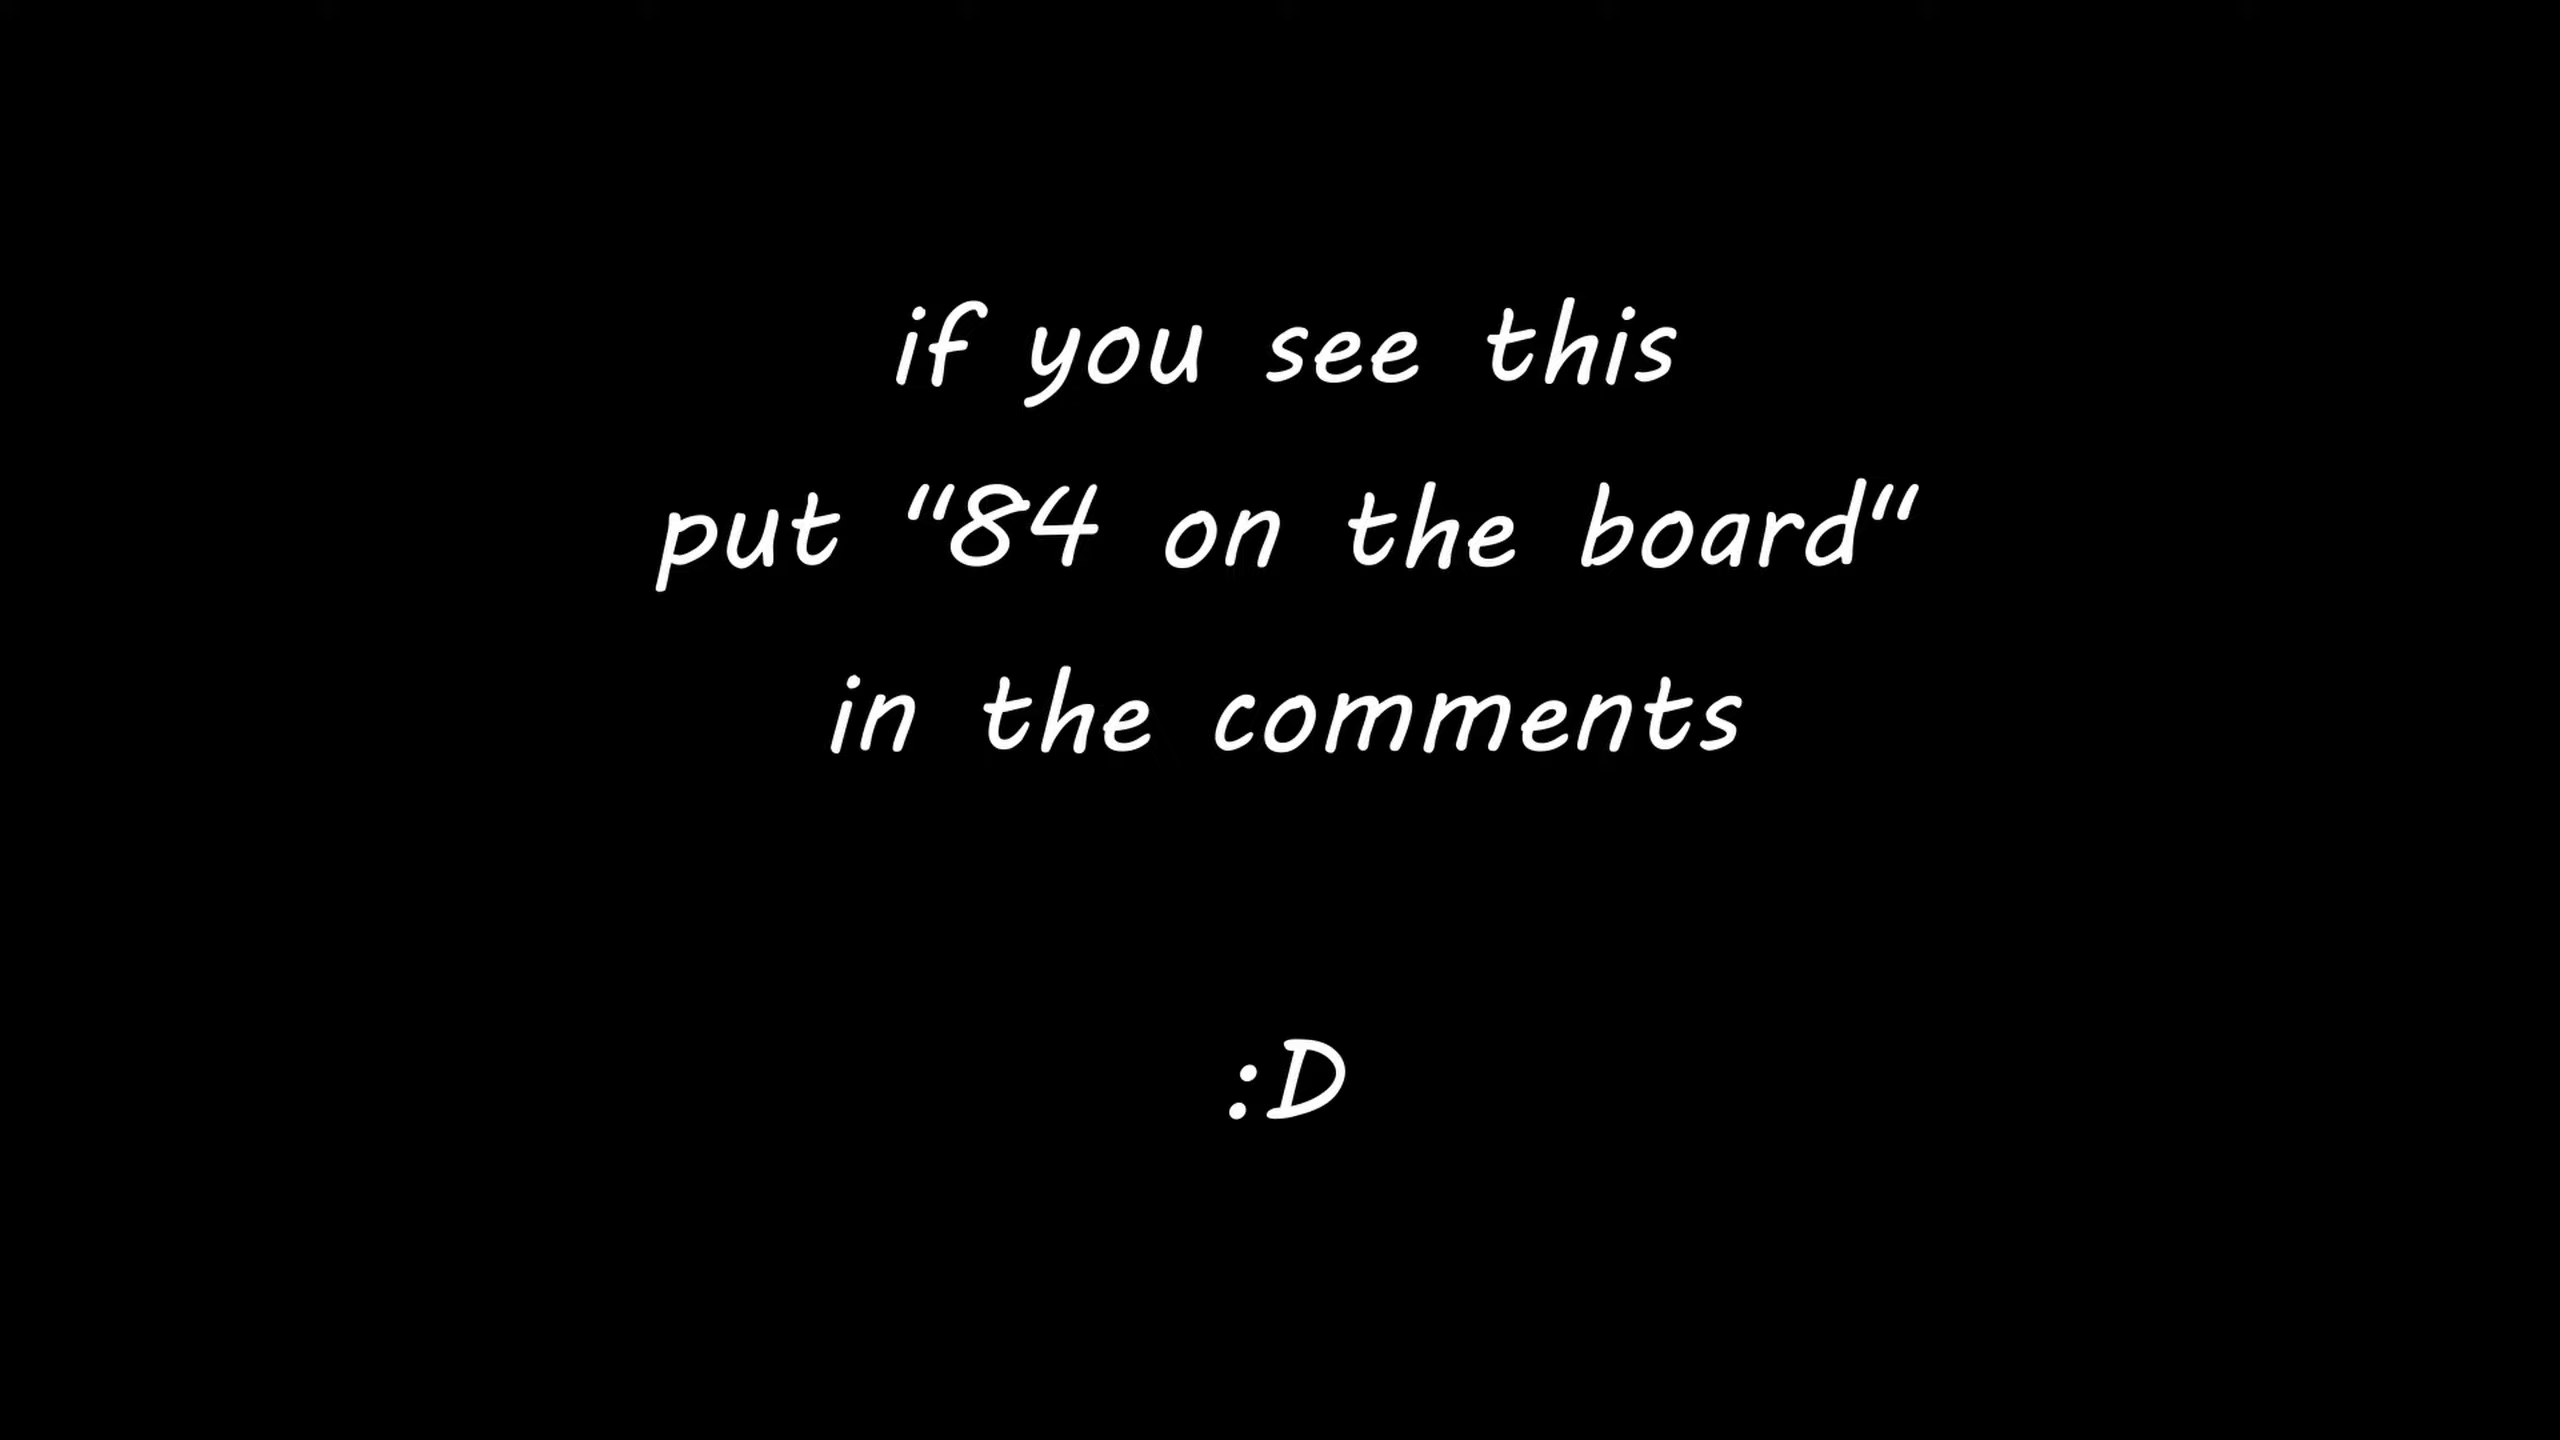 if you see this
put "84 on the board"
in the comments
:D